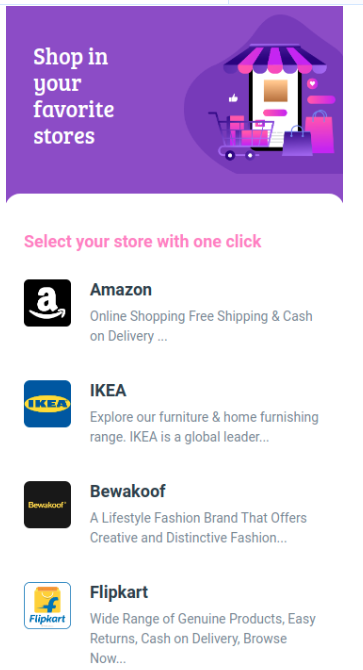 Shop in
your
favorite
stores
Select your store with one click
a
Amazon
Online Shopping Free Shipping & Cash
on Delivery ...
IKEA
IKEA
Explore our furniture & home furnishing
range. IKEA is a global leader...
Bewakoof
Bewakoof
A Lifestyle Fashion Brand That Offers
Creative and Distinctive Fashion...
Flipkart
Flipkart
Wide Range of Genuine Products, Easy
Returns, Cash on Delivery, Browse
Now...